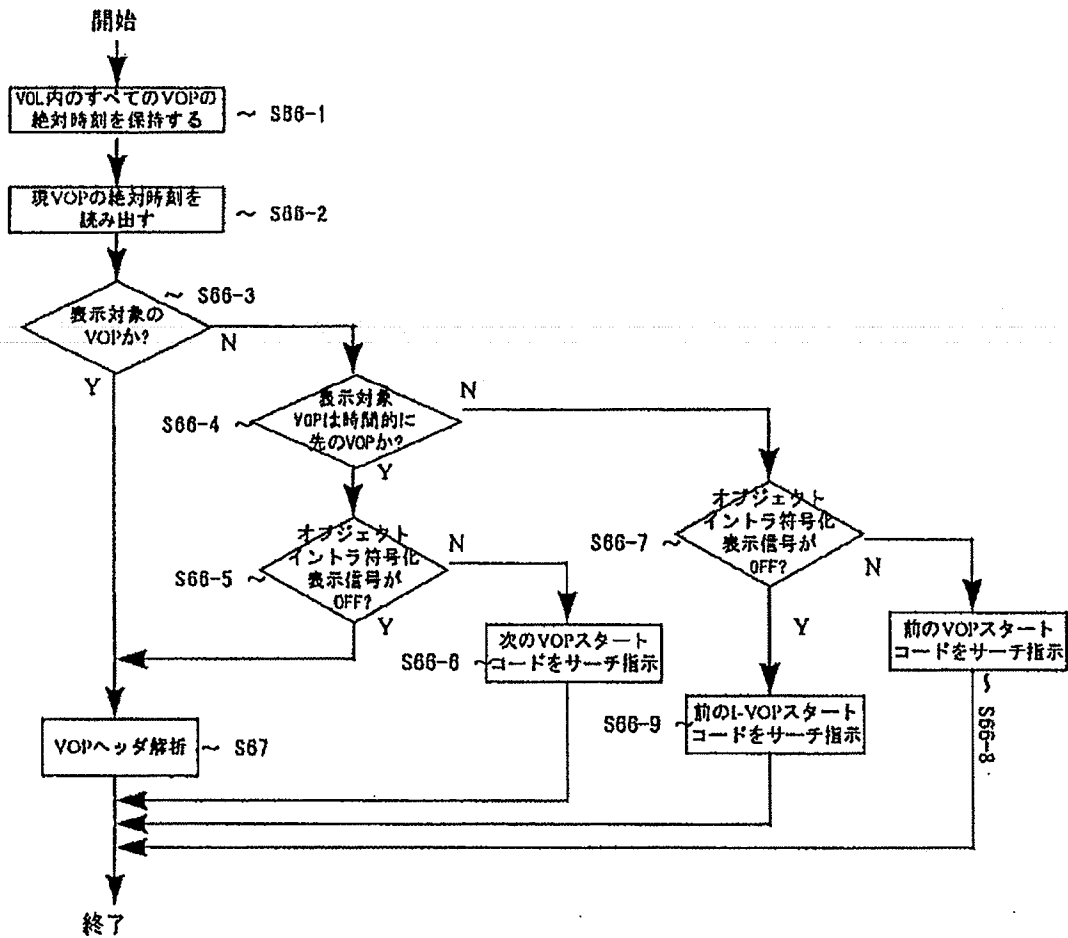 開始
VOL内のすべてのVOPの
絶対時刻を保持する
~ S66-1
現VOPの絶対時刻を
読み出す
~ S66-2
~ S66-3
表示対象の
VOPか?
N
Y
表示対象
VOPは時間的に
先のVOPか?
S66-4 ~
N
Y
オブジェクト
イントラ符号化
表示信号が
OFF?
S66-5 ~
N
Y
オブジェクト
イントラ符号化
表示信号が
OFF?
S66-7 ~
N
Y
次のVOPスタート
コードをサーチ指示
S66-6 ~
前のVOPスタート
コードをサーチ指示
~ S66-8
前のI-VOPスタート
コードをサーチ指示
S66-9 ~
VOPヘッダ解析
~ S67
終了